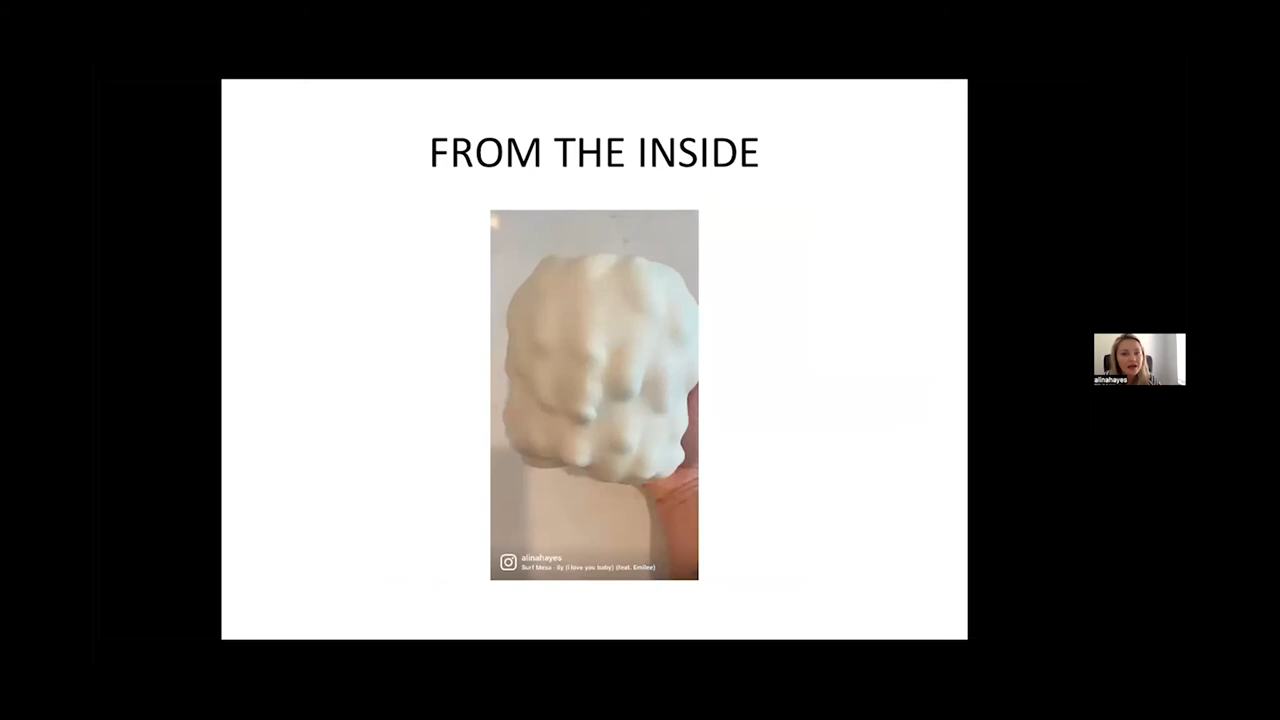 FROM THE INSIDE
alinahayes
Surf Mesa · ily (i love you baby) (feat. Emilee)
alinahayes